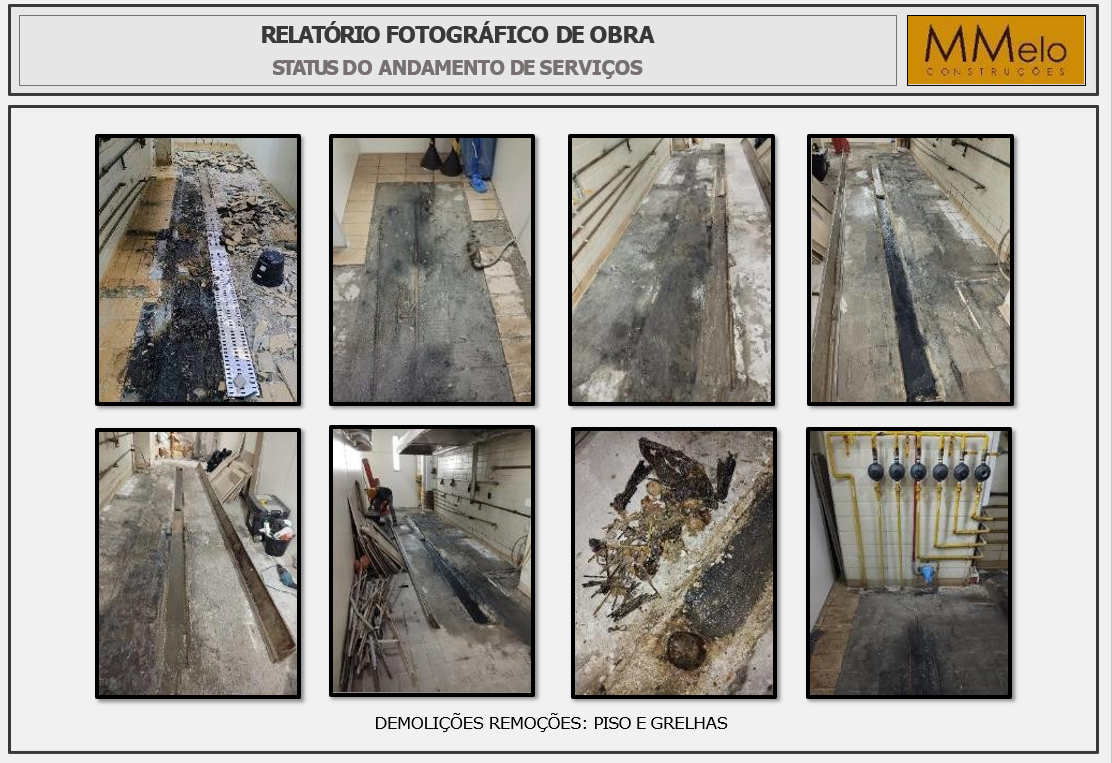 RELATÓRIO FOTOGRÁFICO DE OBRA
STATUS DO ANDAMENTO DE SERVIÇOS
MMelo
CONSTRUÇÕES
DEMOLIÇÕES REMOÇÕES: PISO E GRELHAS